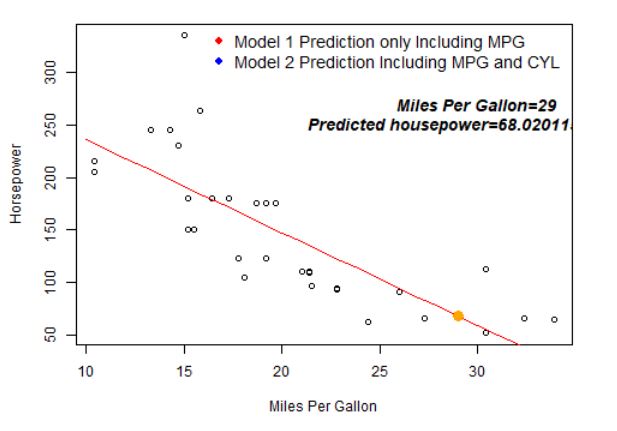 Model 1 Prediction only Including MPG
Model 2 Prediction Including MPG and CYL
Miles Per Gallon=29
Predicted housepower=68.02011
Horsepower
300
250
200
150
100
50
10 15 20 25 30
Miles Per Gallon